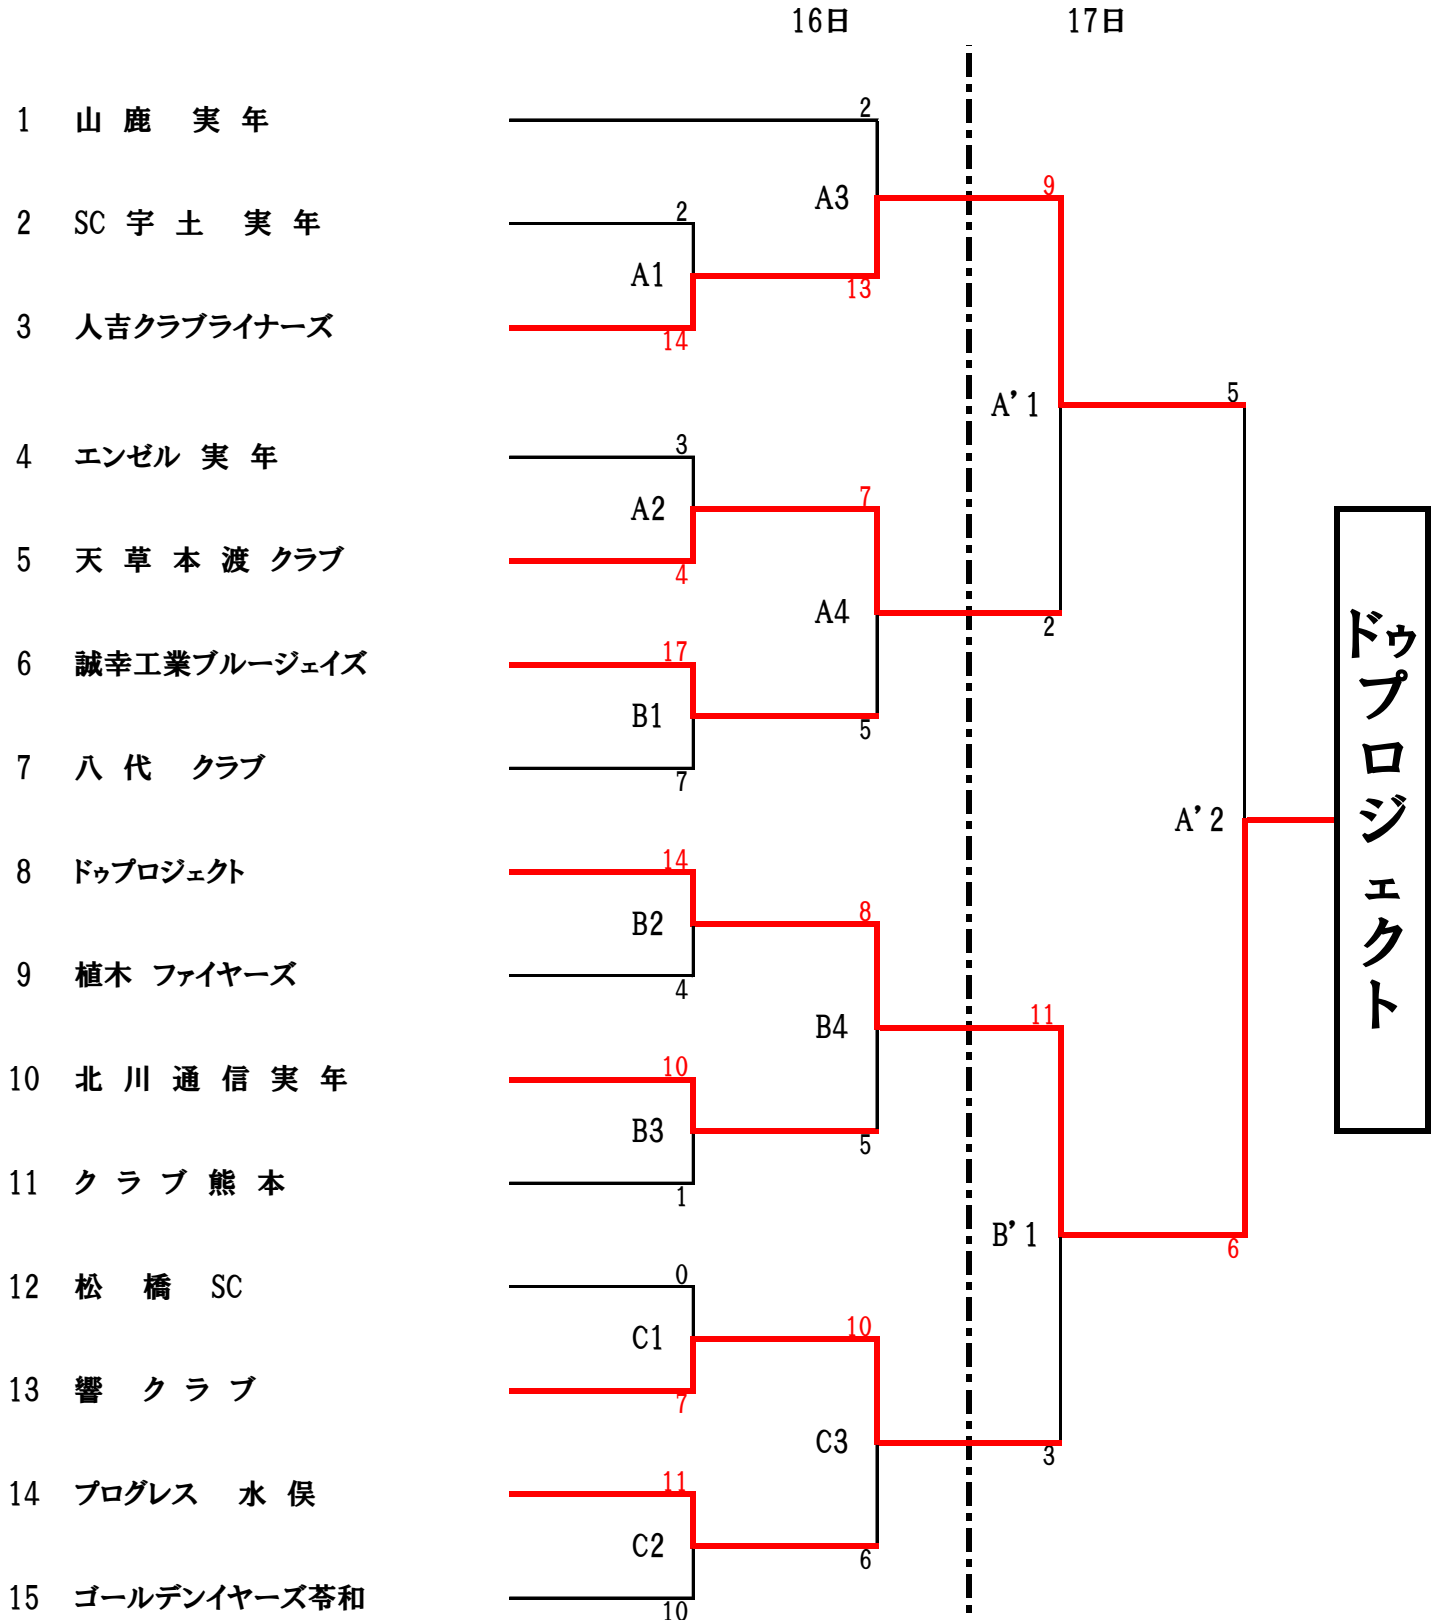 16日 17日
1 山 鹿 実 年 2
A3 9
2 SC 宇 土 実 年 2
A1 13
3 人吉クラブライナーズ 14
A'1 5
4 エンゼル 実 年 3
A2 7
5 天 草 本 渡 クラブ 4
A4 2
6 誠幸工業ブルージェイズ 17
B1 5
7 八 代 クラブ 7
A'2
ドゥプロジェクト
8 ドゥプロジェクト 14
B2 8
9 植木 ファイヤーズ 4
B4 11
10 北 川 通 信 実 年 10
B3 5
11 ク ラ ブ 熊 本 1
B'1 6
12 松 橋 SC 0
C1 10
13 響 ク ラ ブ 7
C3 3
14 プログレス 水 俣 11
C2 6
15 ゴールデンイヤーズ苓和 10